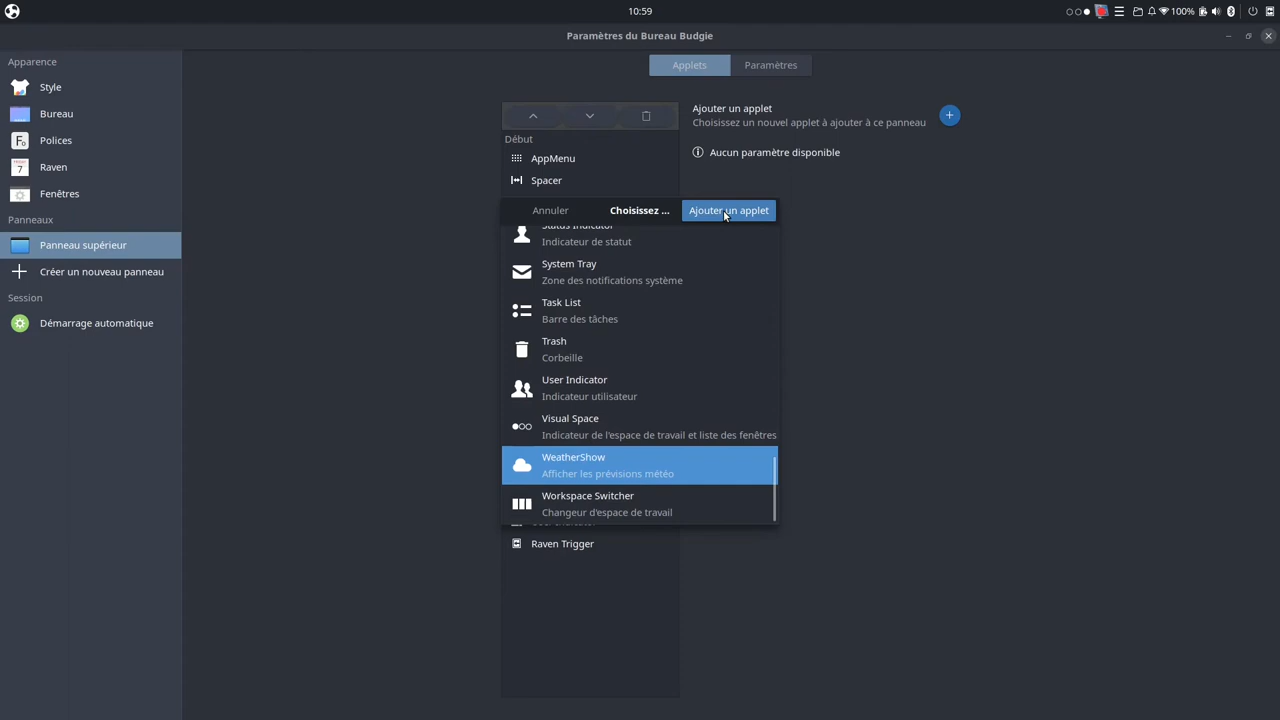 10:59
100%
Paramètres du Bureau Budgie
Apparence
Style
Bureau
Polices
Raven
Fenêtres
Panneaux
Panneau supérieur
Créer un nouveau panneau
Session
Démarrage automatique
Applets
Paramètres
Début
AppMenu
Spacer
Ajouter un applet
Choisissez un nouvel applet à ajouter à ce panneau
Aucun paramètre disponible
Annuler
Choisissez ...
Ajouter un applet
Status Indicator
Indicateur de statut
System Tray
Zone des notifications système
Task List
Barre des tâches
Trash
Corbeille
User Indicator
Indicateur utilisateur
Visual Space
Indicateur de l'espace de travail et liste des fenêtres
WeatherShow
Afficher les prévisions météo
Workspace Switcher
Changeur d'espace de travail
Raven Trigger